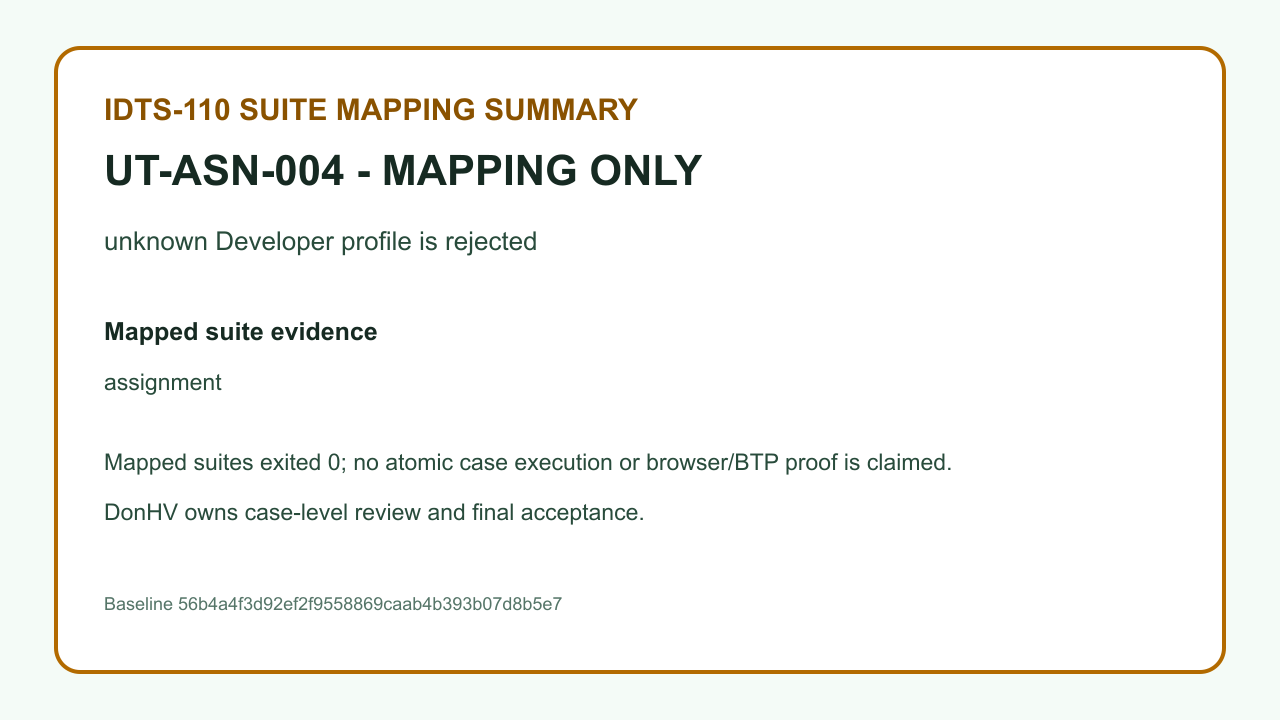 IDTS-110 SUITE MAPPING SUMMARY
UT-ASN-004 - MAPPING ONLY
unknown Developer profile is rejected
Mapped suite evidence
assignment
Mapped suites exited 0; no atomic case execution or browser/BTP proof is claimed.
DonHV owns case-level review and final acceptance.
Baseline 56b4a4f3d92ef2f9558869caab4b393b07d8b5e7